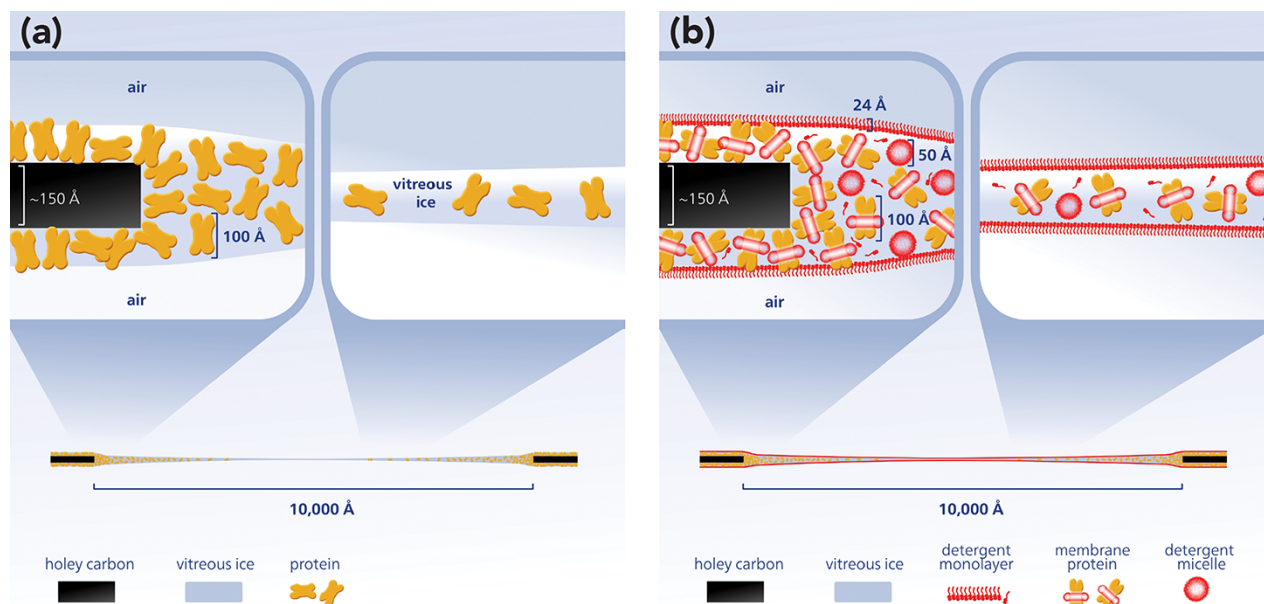 (a)
air
~150 Å
100 Å
vitreous
ice
air
10,000 Å
holey carbon
vitreous ice
protein
(b)
air
24 Å
50 Å
~150 Å
100 Å
air
10,000 Å
holey carbon
vitreous ice
detergent
monolayer
membrane
protein
detergent
micelle